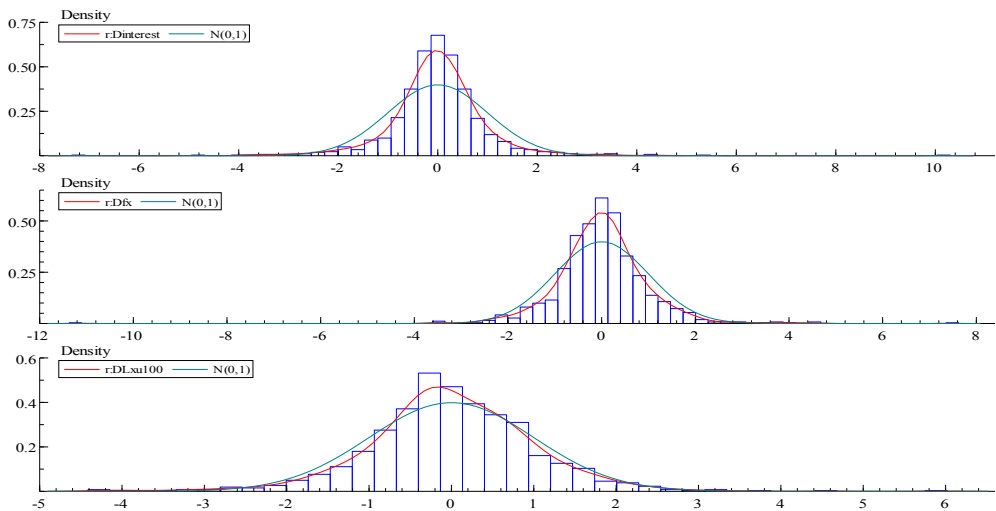 Density
0.75
r:Dinterest N(0,1)
0.50
0.25
-8 -6 -4 -2 0 2 4 6 8 10
Density
r:Dfx N(0,1)
0.50
0.25
-12 -10 -8 -6 -4 -2 0 2 4 6 8
Density
0.6
r:DLxu100 N(0,1)
0.4
0.2
-5 -4 -3 -2 -1 0 1 2 3 4 5 6